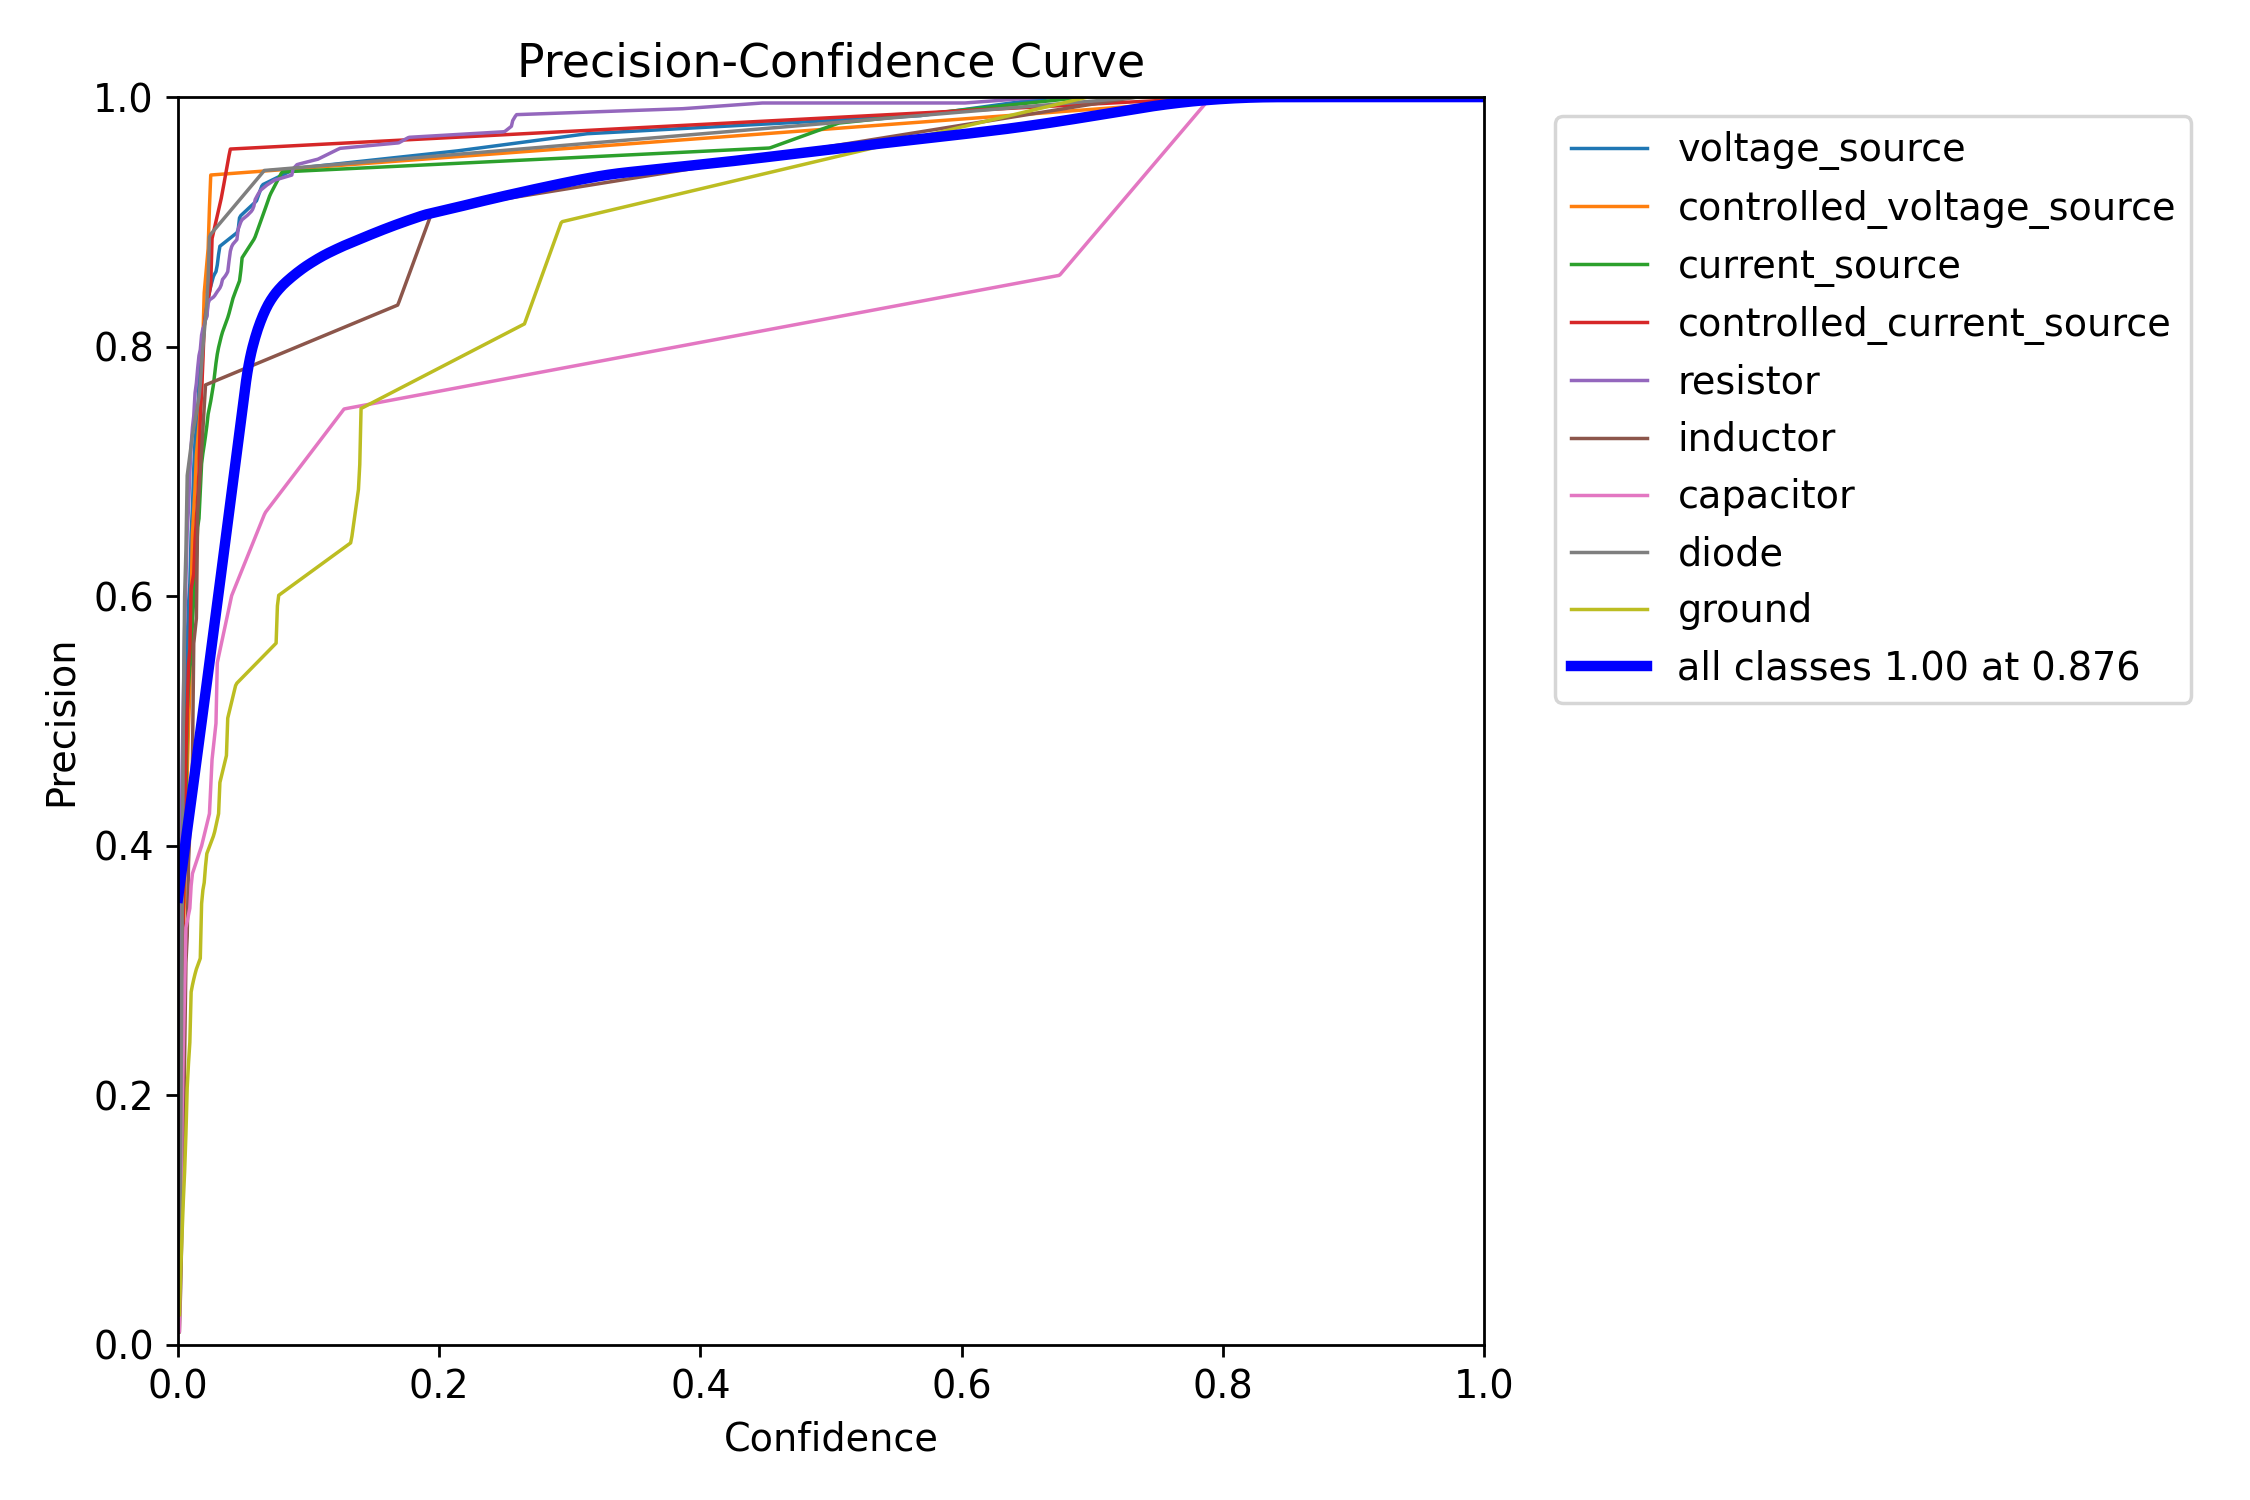 Precision-Confidence Curve
1.0
0.8
0.6
0.4
0.2
0.0
Precision
0.0 0.2 0.4 0.6 0.8 1.0
Confidence
voltage_source
controlled_voltage_source
current_source
controlled_current_source
resistor
inductor
capacitor
diode
ground
all classes 1.00 at 0.876